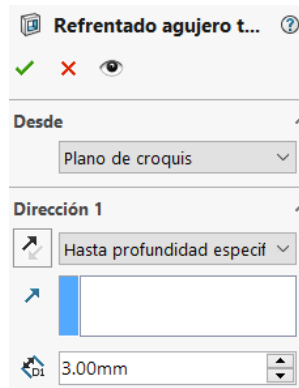 Refrentado agujero t...
Desde
Plano de croquis
Dirección 1
Hasta profundidad especif
D1
3.00mm